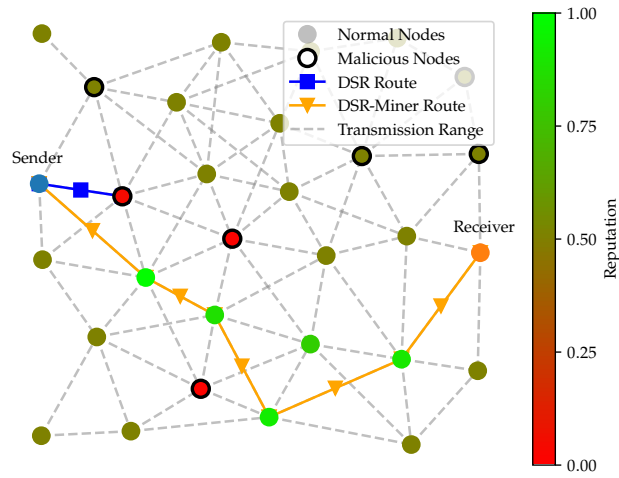 Normal Nodes
Malicious Nodes
DSR Route
DSR-Miner Route
Transmission Range
Sender
Receiver
1.00
0.75
0.50
0.25
0.00
Reputation